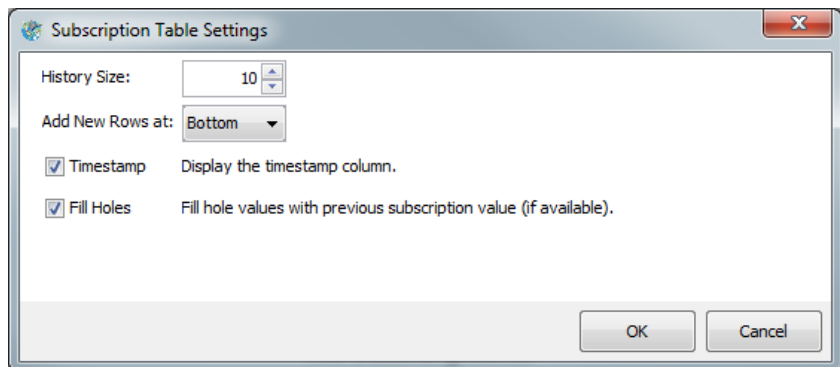 Subscription Table Settings
History Size: 10
Add New Rows at: Bottom
Timestamp Display the timestamp column.
Fill Holes Fill hole values with previous subscription value (if available).
OK Cancel